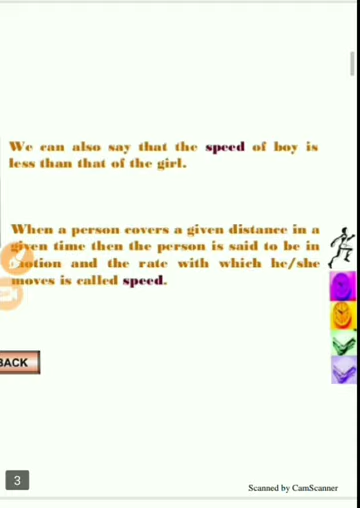 We can also say that the speed of boy is
less than that of the girl.
When a person covers a given distance in a
given time then the person is said to be in
motion and the rate with which he/she
moves is called speed.
BACK
3
Scanned by CamScanner